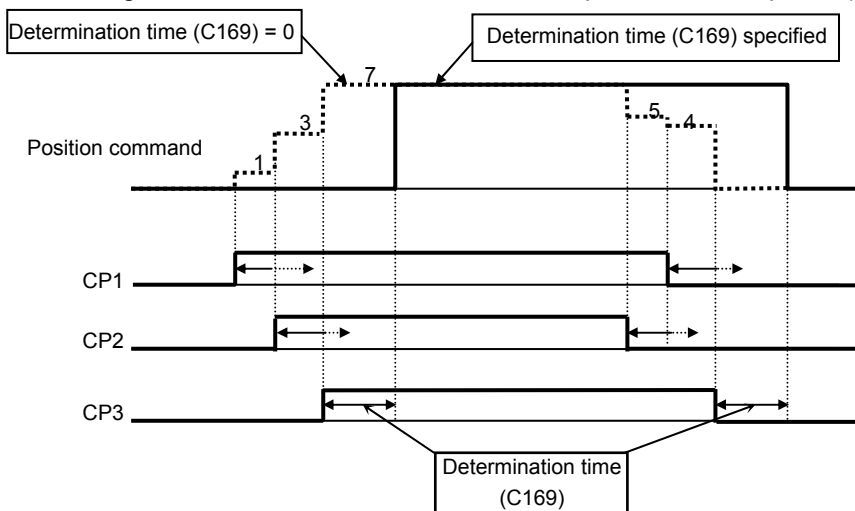 Determination time (C169) = 0
Determination time (C169) specified
7
5
3
4
1
Position command
CP1
CP2
CP3
Determination time
(C169)